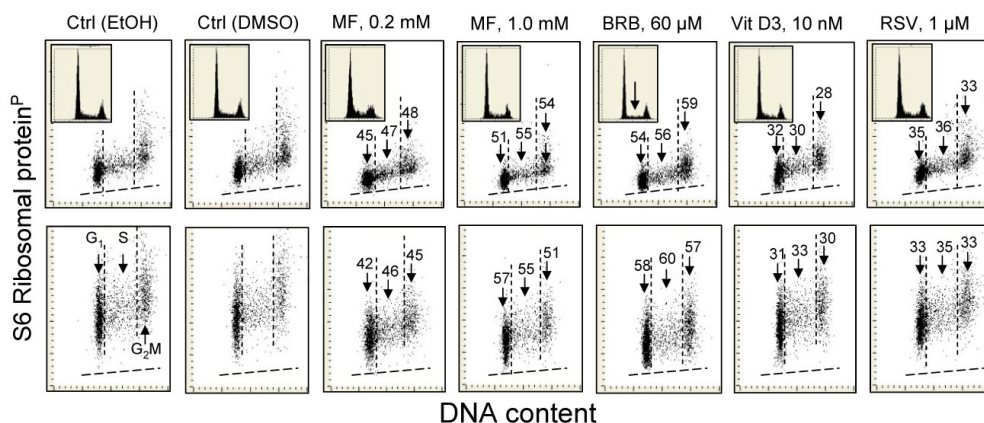 Ctrl (EtOH) Ctrl (DMSO) MF, 0.2 mM MF, 1.0 mM BRB, 60 µM Vit D3, 10 nM RSV, 1 µM
S6 Ribosomal proteinᴾ
45 47 48 51 55 54 54 56 59 32 30 28 35 36 33
G₁ S G₂M
42 46 45 57 55 51 58 60 57 31 33 30 33 35 33
DNA content